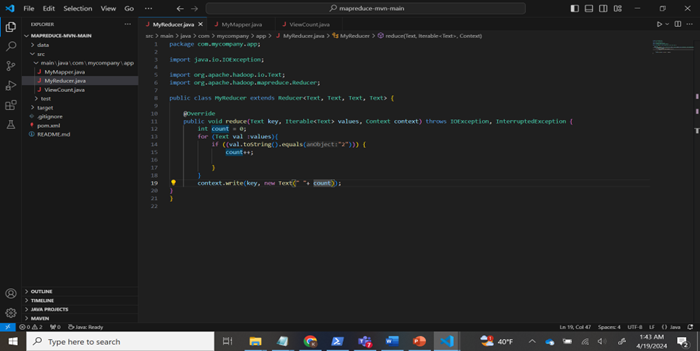 File Edit Selection View Go ··· ← → mapreduce-mvn-main
EXPLORER ···
MAPREDUCE-MVN-MAIN
data
src
main\java\com\mycompany\app
MyMapper.java
MyReducer.java
ViewCount.java
test
target
.gitignore
pom.xml
README.md
OUTLINE
TIMELINE
JAVA PROJECTS
MAVEN
MyReducer.java MyMapper.java ViewCount.java
src > main > java > com > mycompany > app > MyReducer.java > MyReducer > reduce(Text, Iterable<Text>, Context)
1 package com.mycompany.app;
2
3 import java.io.IOException;
4
5 import org.apache.hadoop.io.Text;
6 import org.apache.hadoop.mapreduce.Reducer;
7
8 public class MyReducer extends Reducer<Text, Text, Text, Text> {
9
10 @Override
11 public void reduce(Text key, Iterable<Text> values, Context context) throws IOException, InterruptedException {
12 int count = 0;
13 for (Text val :values){
14 if ((val.toString().equals(anObject:"2"))) {
15 count++;
16
17 }
18 }
19 context.write(key, new Text(" "+ count));
20 }
21 }
22
0 2 0 Java: Ready Ln 19, Col 47 Spaces: 4 UTF-8 LF {} Java
Type here to search 40°F 1:43 AM
4/19/2024